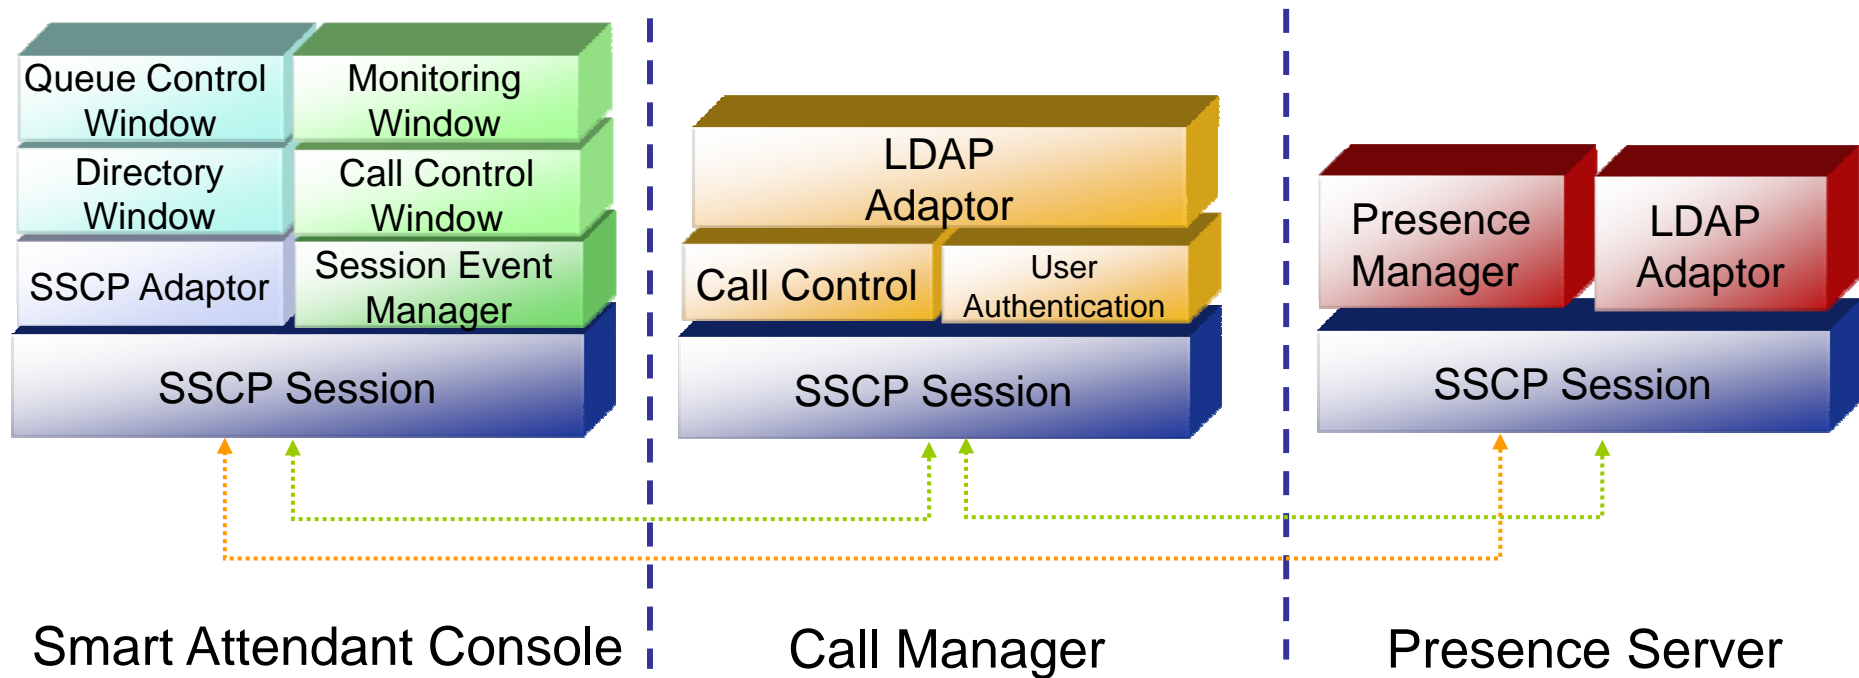 Queue Control
Window
Monitoring
Window
Directory
Window
Call Control
Window
SSCP Adaptor
Session Event
Manager
SSCP Session
LDAP
Adaptor
Call Control
User
Authentication
SSCP Session
Presence
Manager
LDAP
Adaptor
SSCP Session
Smart Attendant Console
Call Manager
Presence Server